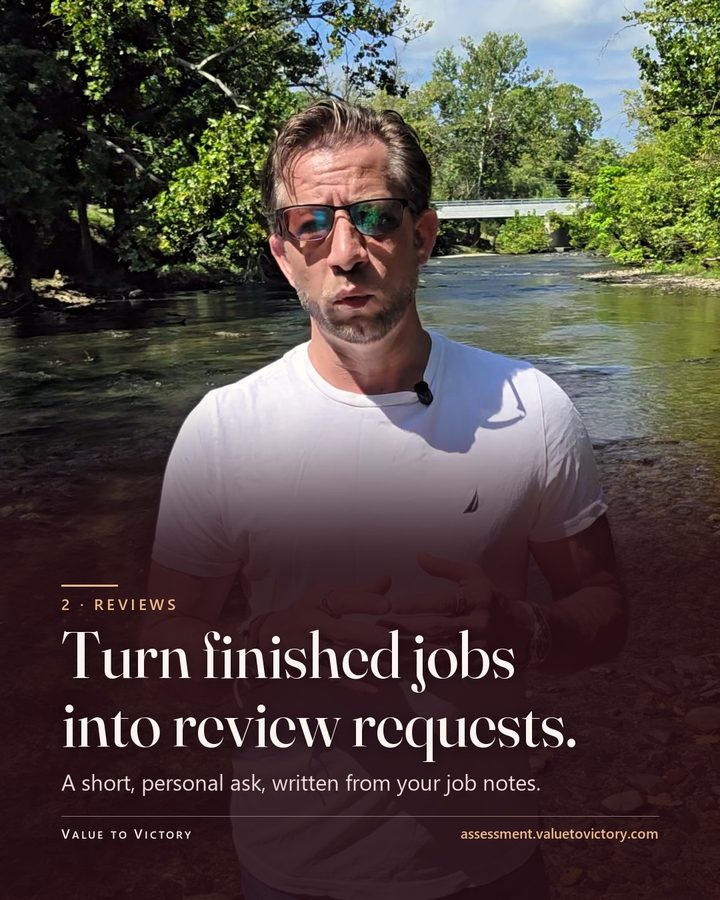 2 · REVIEWS
Turn finished jobs
into review requests.
A short, personal ask, written from your job notes.
VALUE TO VICTORY
assessment.valuetovictory.com